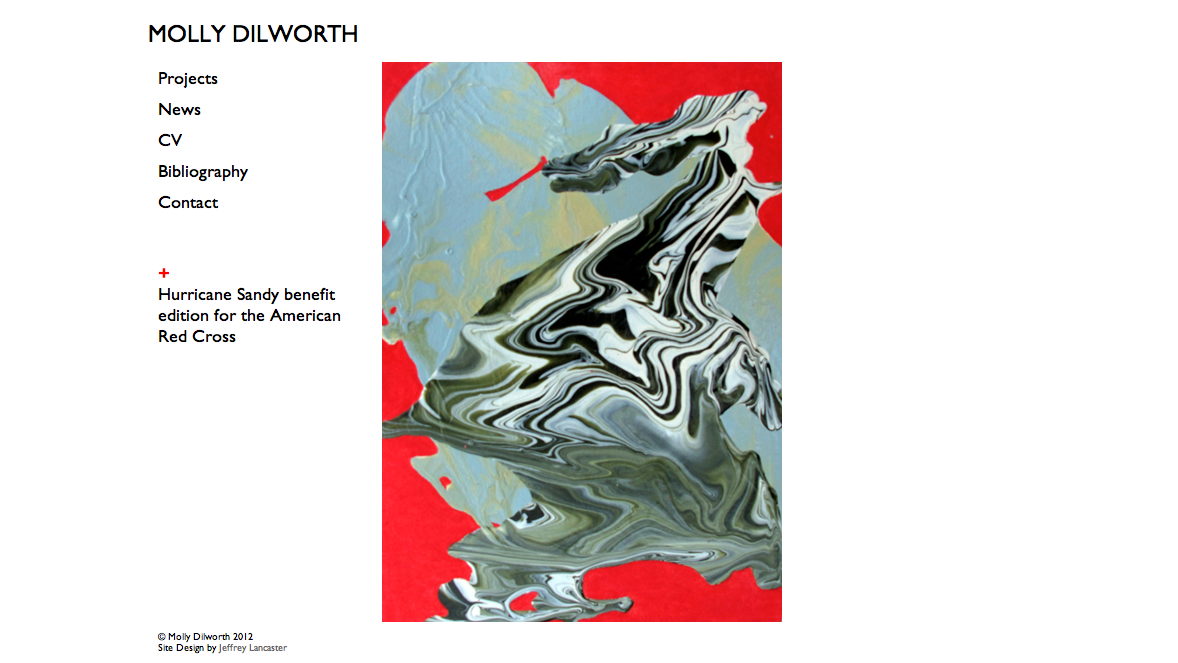 MOLLY DILWORTH
Projects
News
CV
Bibliography
Contact
+
Hurricane Sandy benefit
edition for the American
Red Cross
© Molly Dilworth 2012
Site Design by Jeffrey Lancaster